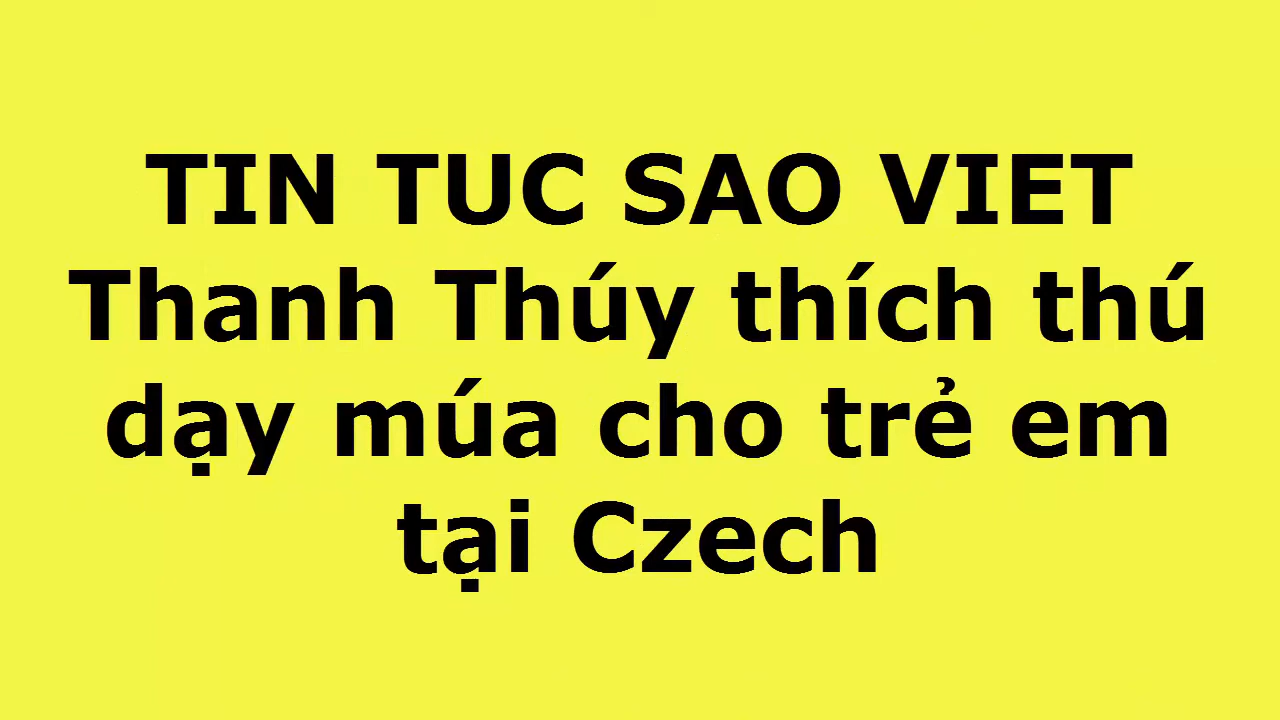 TIN TUC SAO VIET
Thanh Thúy thích thú
dạy múa cho trẻ em
tại Czech